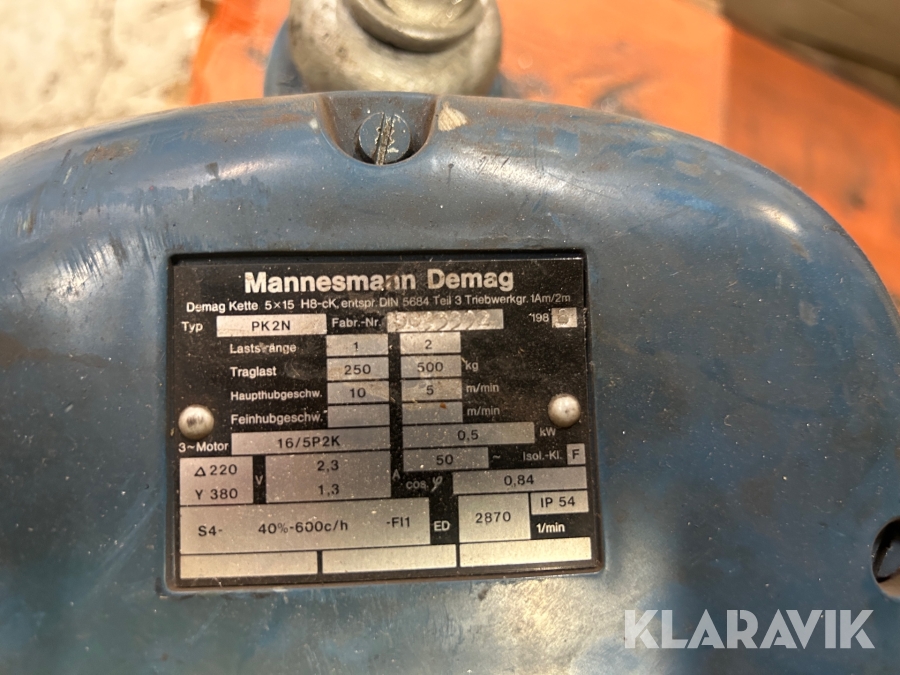 Mannesmann Demag
Demag Kette 5×15 H8-cK, entspr. DIN 5684 Teil 3 Triebwerkgr. 1Am/2m
Typ PK2N Fabr.-Nr. 198
Laststränge 1 2
Traglast 250 500 kg
Haupthubgeschw. 10 5 m/min
Feinhubgeschw. m/min
3~Motor 16/5P2K 0,5 kW
Δ 220 V 2,3 A 50 ~ Isol.-Kl. F
Y 380 1,3 cos φ 0,84
S4- 40%-600c/h -FI1 ED 2870 1/min IP 54
KLARAVIK